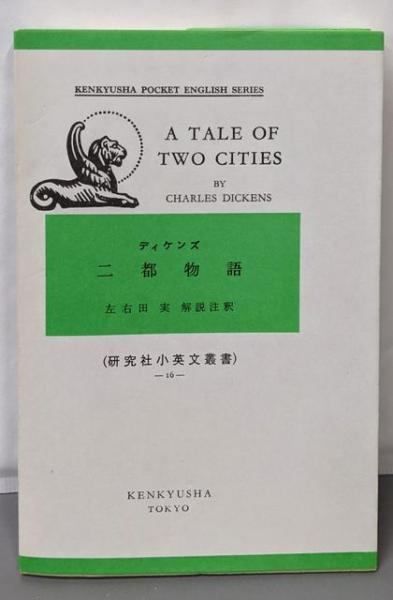 KENKYUSHA POCKET ENGLISH SERIES
A TALE OF
TWO CITIES
BY
CHARLES DICKENS
ディケンズ
二都物語
左右田 実 解説注釈
(研究社小英文叢書)
—16—
KENKYUSHA
TOKYO